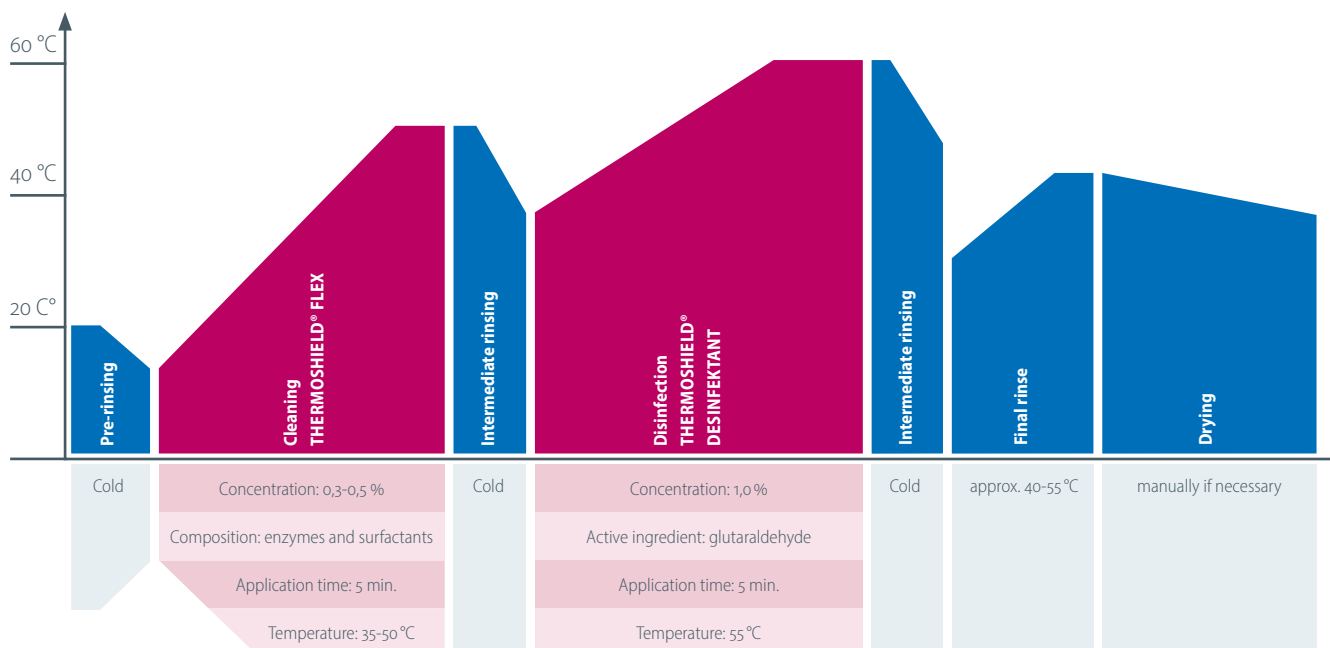 60 °C
40 °C
20 C°
Pre-rinsing
Cleaning
THERMOSHIELD® FLEX
Intermediate rinsing
Disinfection
THERMOSHIELD®
DESINFEKTANT
Intermediate rinsing
Final rinse
Drying
Cold
Concentration: 0,3-0,5 %
Composition: enzymes and surfactants
Application time: 5 min.
Temperature: 35-50 °C
Cold
Concentration: 1,0 %
Active ingredient: glutaraldehyde
Application time: 5 min.
Temperature: 55 °C
Cold
approx. 40-55 °C
manually if necessary